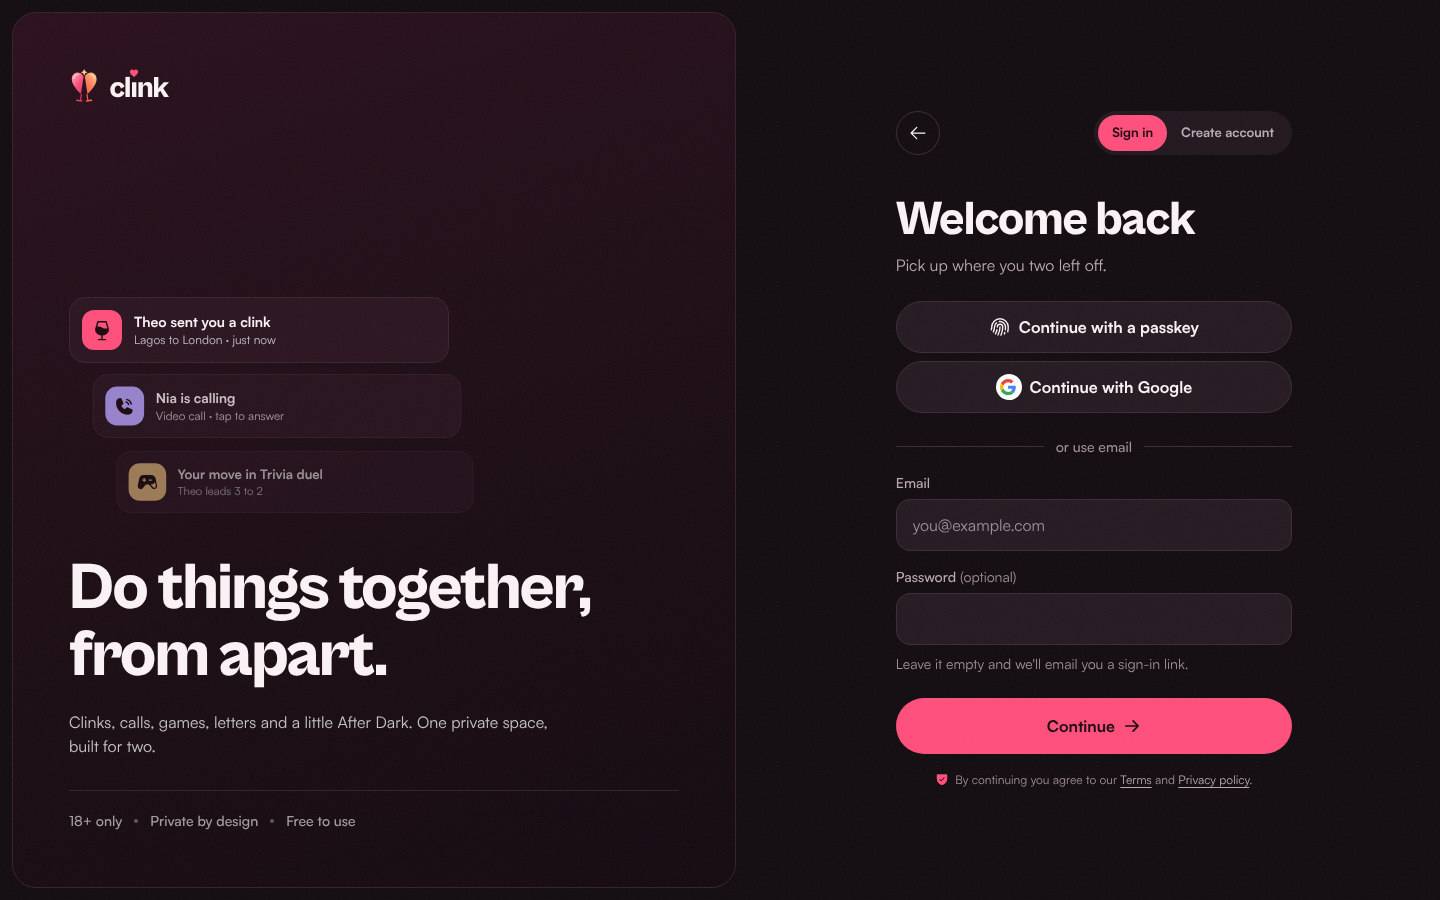 clink
Theo sent you a clink
Lagos to London · just now
Nia is calling
Video call · tap to answer
Your move in Trivia duel
Theo leads 3 to 2
Do things together,
from apart.
Clinks, calls, games, letters and a little After Dark. One private space,
built for two.
18+ only • Private by design • Free to use
Sign in
Create account
Welcome back
Pick up where you two left off.
Continue with a passkey
Continue with Google
or use email
Email
you@example.com
Password (optional)
Leave it empty and we'll email you a sign-in link.
Continue →
By continuing you agree to our Terms and Privacy policy.